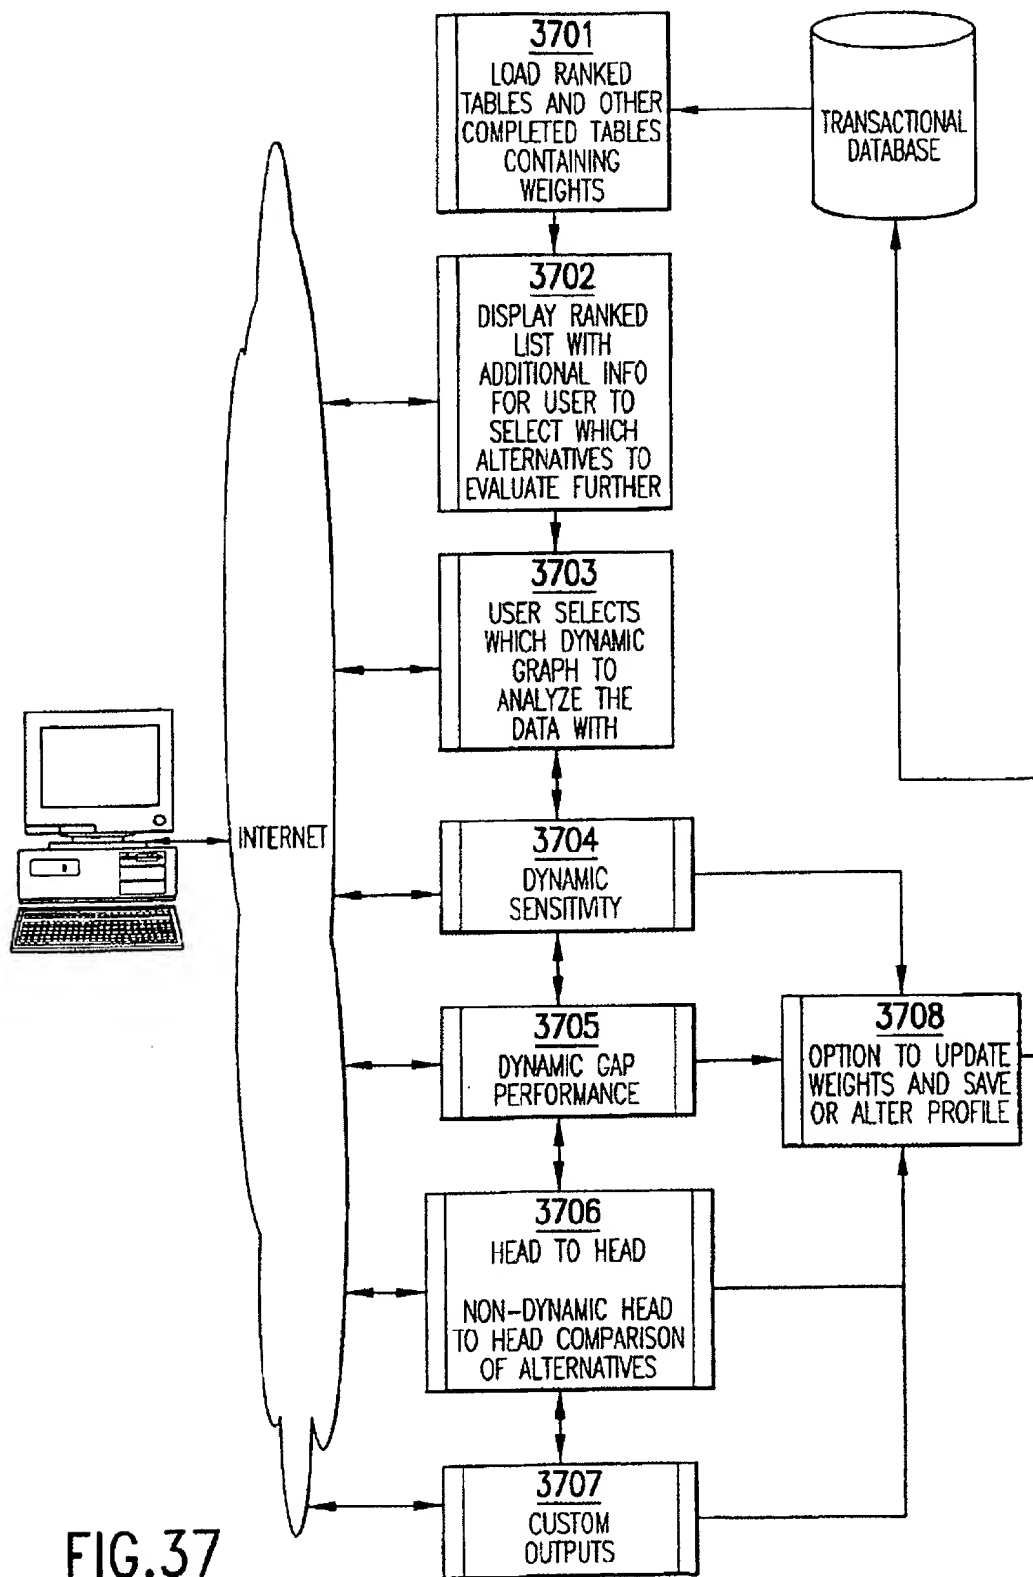 3701
LOAD RANKED
TABLES AND OTHER
COMPLETED TABLES
CONTAINING
WEIGHTS
TRANSACTIONAL
DATABASE
3702
DISPLAY RANKED
LIST WITH
ADDITIONAL INFO
FOR USER TO
SELECT WHICH
ALTERNATIVES TO
EVALUATE FURTHER
3703
USER SELECTS
WHICH DYNAMIC
GRAPH TO
ANALYZE THE
DATA WITH
INTERNET
3704
DYNAMIC
SENSITIVITY
3705
DYNAMIC GAP
PERFORMANCE
3708
OPTION TO UPDATE
WEIGHTS AND SAVE
OR ALTER PROFILE
3706
HEAD TO HEAD
NON-DYNAMIC HEAD
TO HEAD COMPARISON
OF ALTERNATIVES
3707
CUSTOM
OUTPUTS
FIG.37